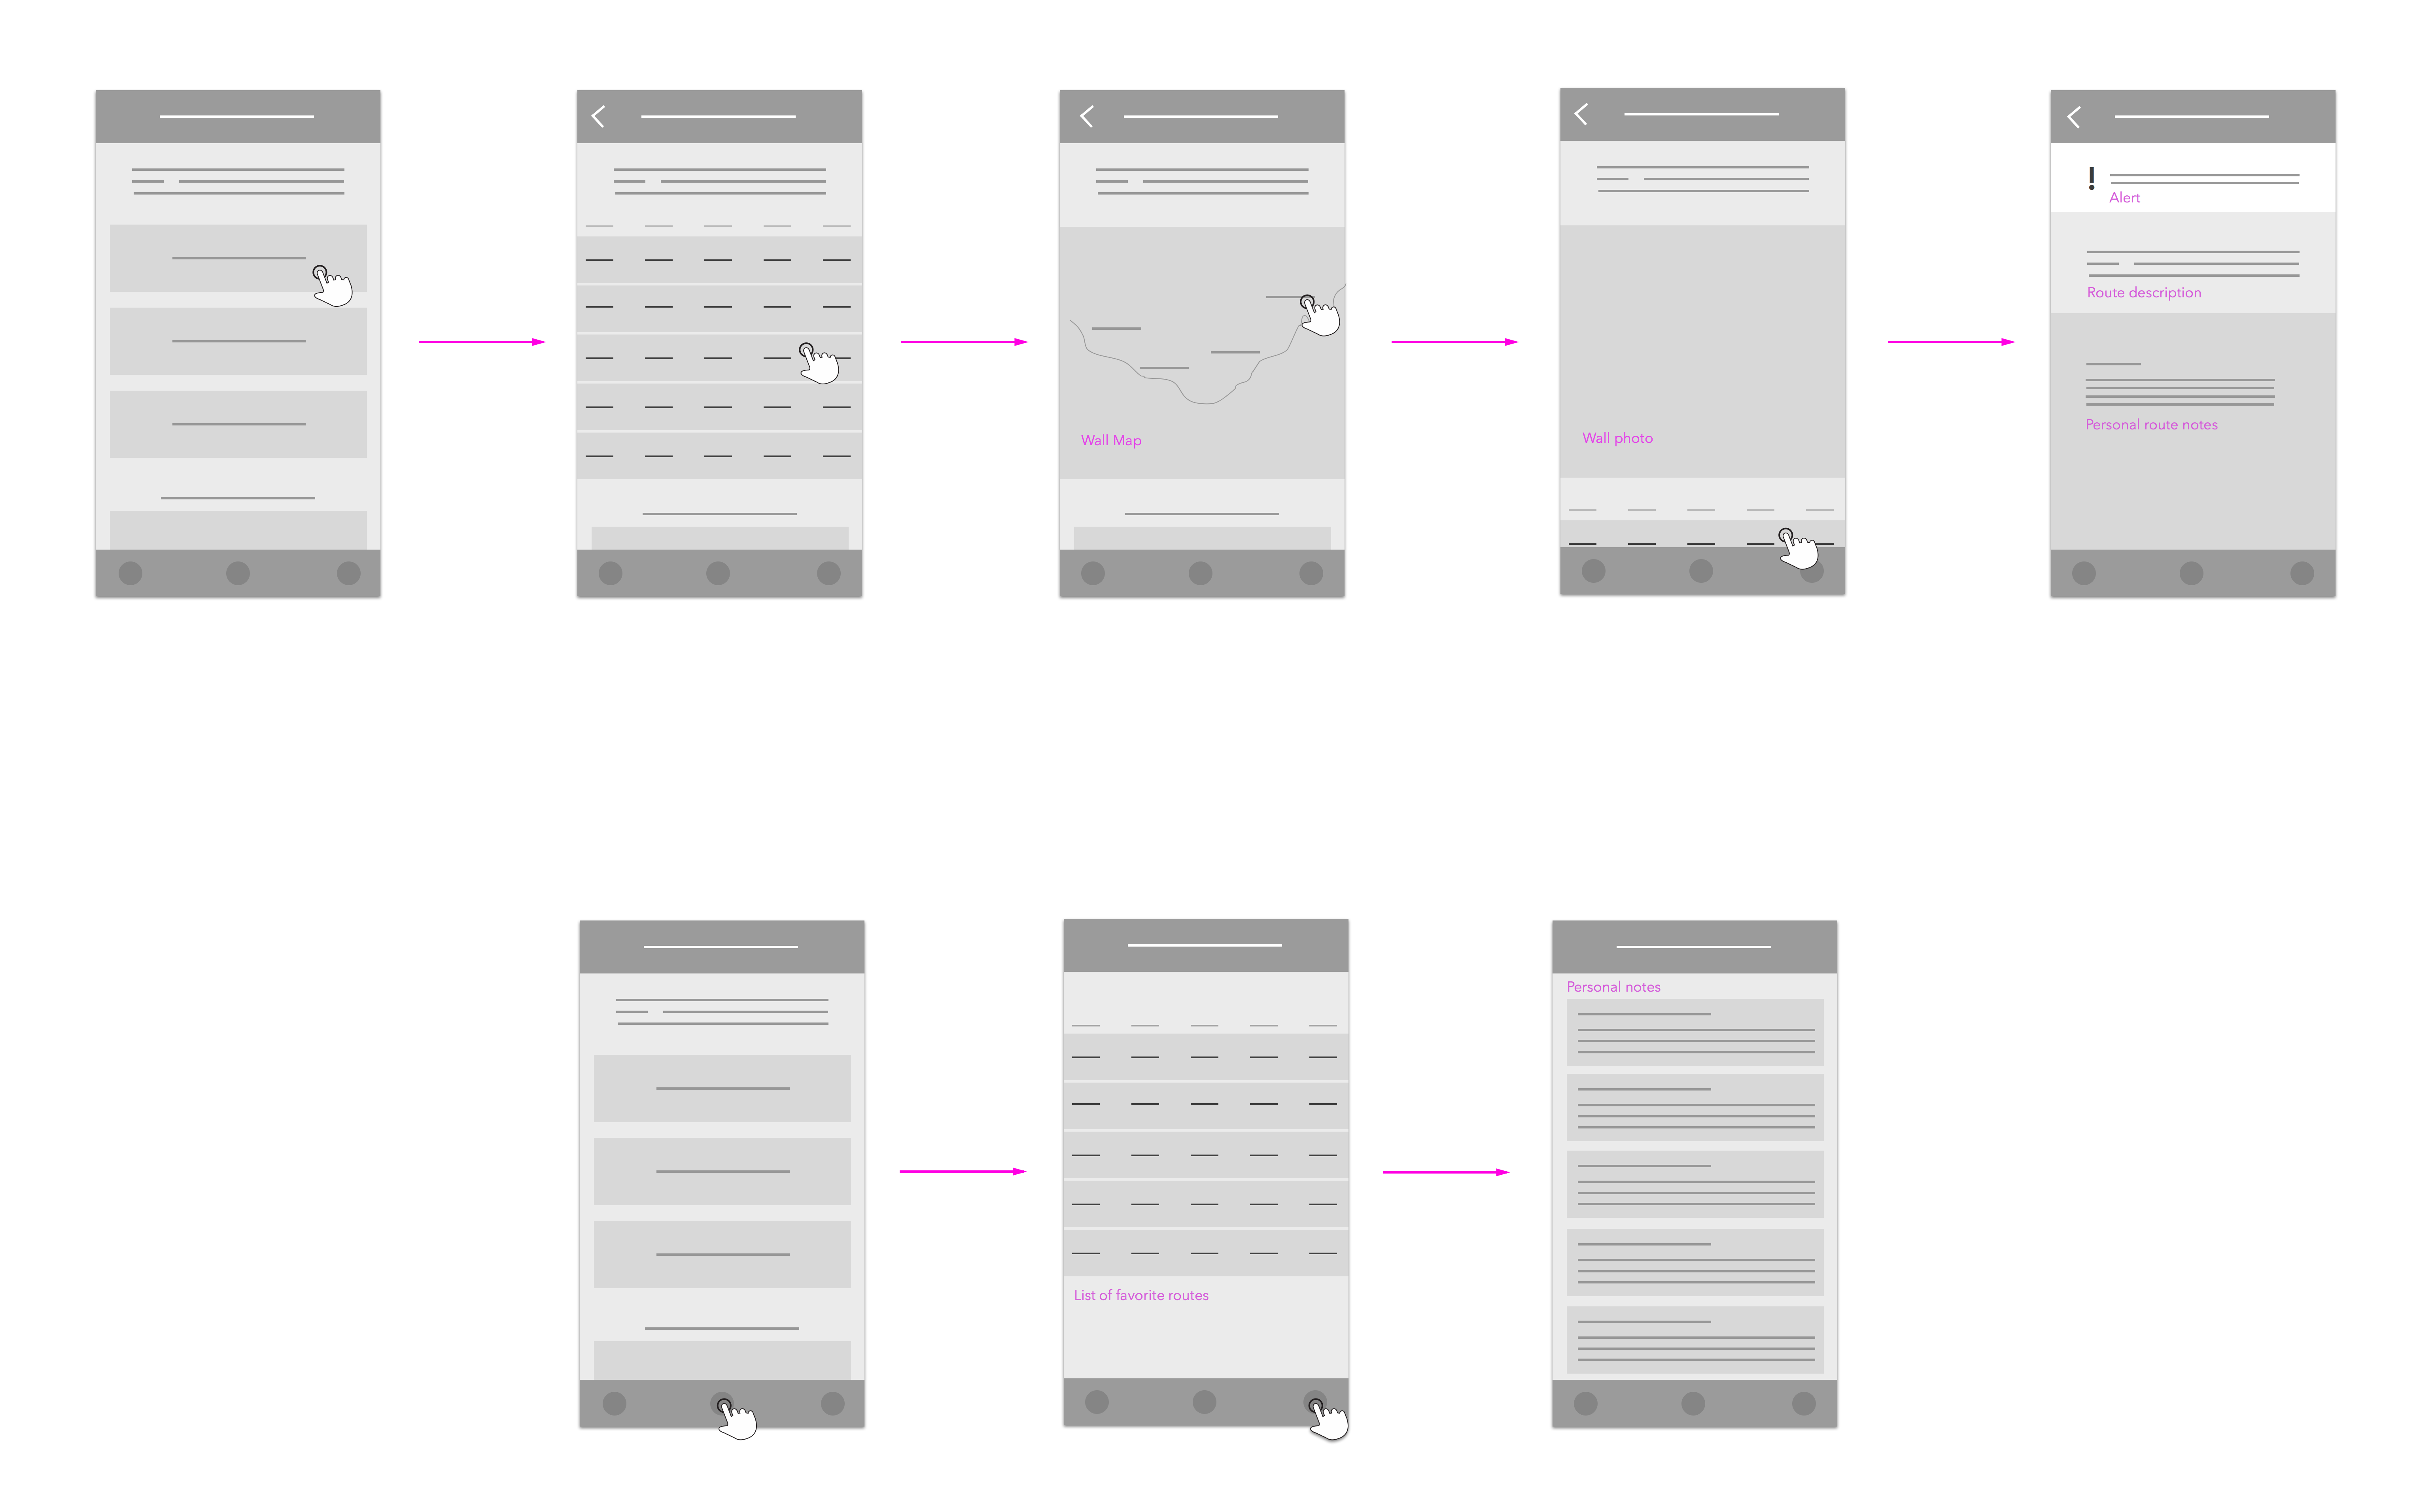 Alert
Route description
Wall Map
Wall photo
Personal route notes
Personal notes
List of favorite routes